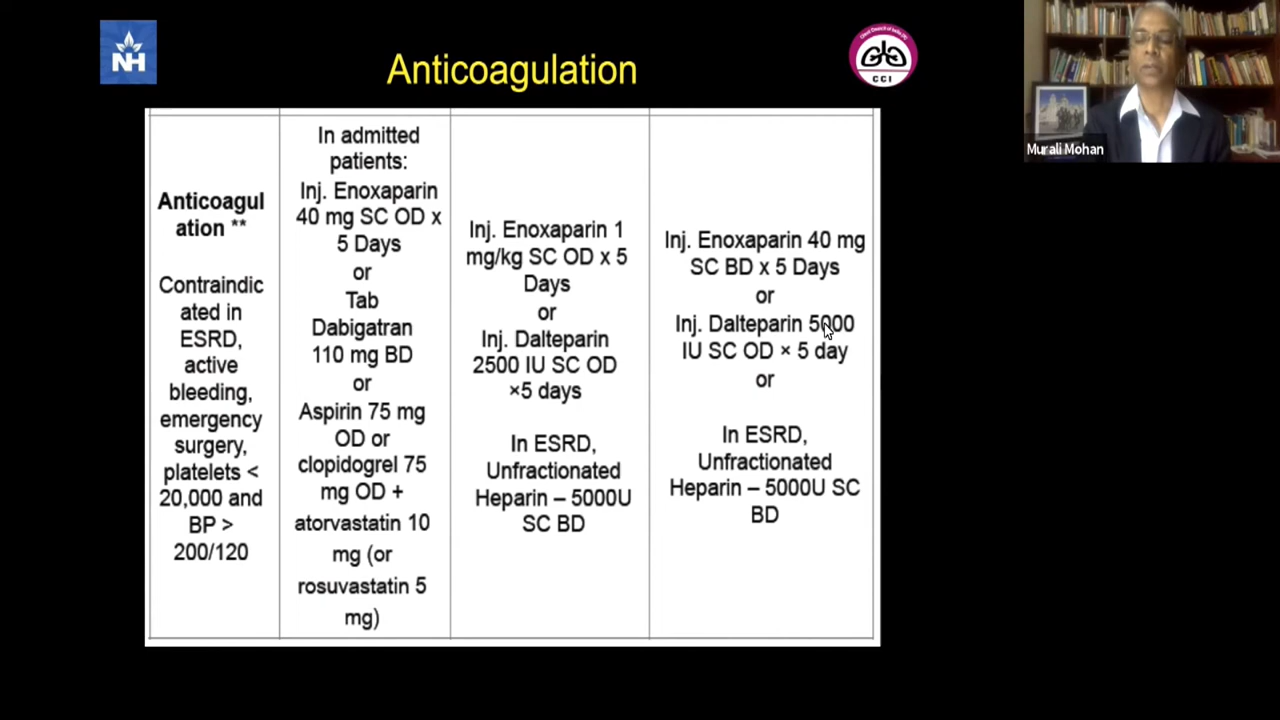 NH
Anticoagulation
CCI
Murali Mohan
Anticoagul
ation **
Contraindic
ated in
ESRD,
active
bleeding,
emergency
surgery,
platelets <
20,000 and
BP >
200/120
In admitted
patients:
Inj. Enoxaparin
40 mg SC OD x
5 Days
or
Tab
Dabigatran
110 mg BD
or
Aspirin 75 mg
OD or
clopidogrel 75
mg OD +
atorvastatin 10
mg (or
rosuvastatin 5
mg)
Inj. Enoxaparin 1
mg/kg SC OD x 5
Days
or
Inj. Dalteparin
2500 IU SC OD
×5 days
In ESRD,
Unfractionated
Heparin – 5000U
SC BD
Inj. Enoxaparin 40 mg
SC BD x 5 Days
or
Inj. Dalteparin 5000
IU SC OD × 5 day
or
In ESRD,
Unfractionated
Heparin – 5000U SC
BD